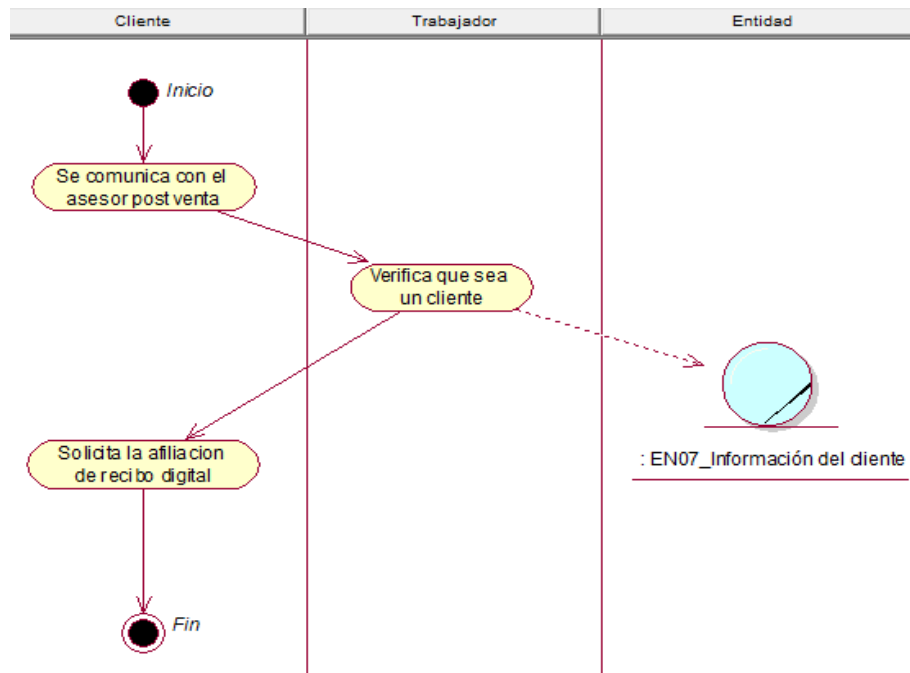 Cliente
Trabajador
Entidad
Inicio
Se comunica con el
asesor post venta
Verifica que sea
un cliente
Solicita la afiliacion
de recibo digital
: EN07_Información del cliente
Fin